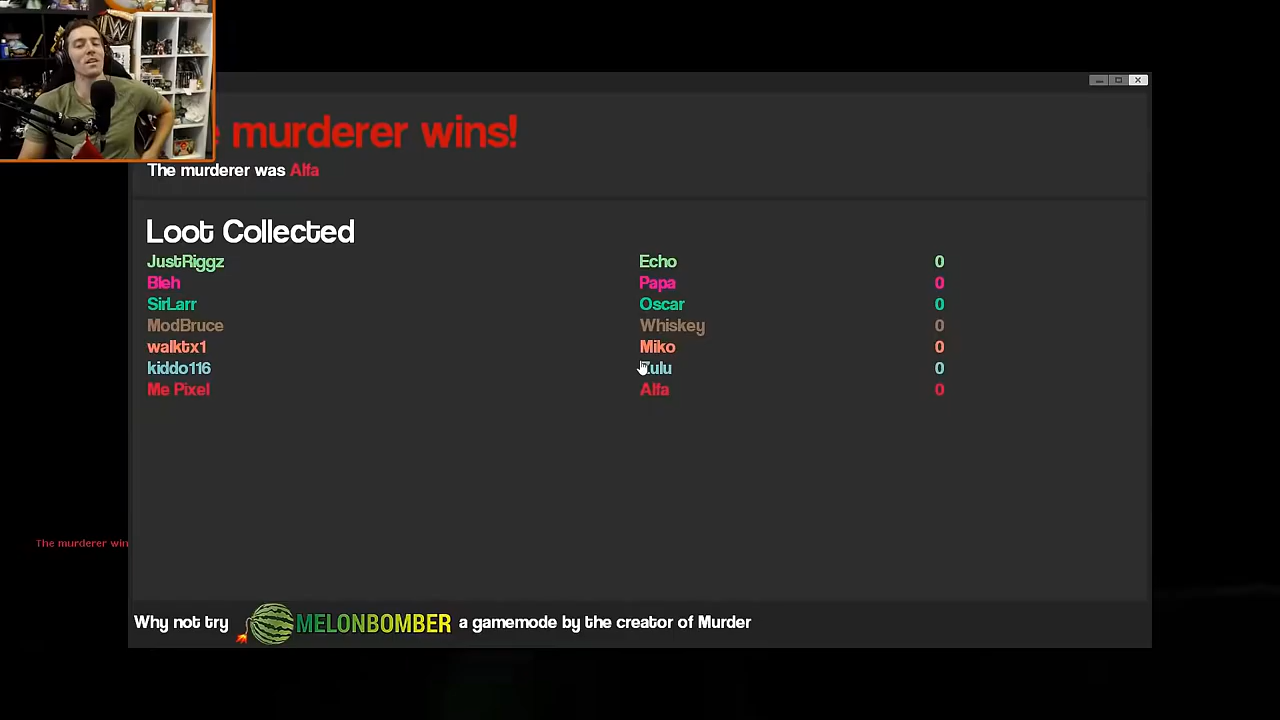 murderer wins!
The murderer was Alfa
Loot Collected
JustRiggz Echo 0
Bleh Papa 0
SirLarr Oscar 0
ModBruce Whiskey 0
walktx1 Miko 0
kiddo116 Zulu 0
Me Pixel Alfa 0
The murderer win
Why not try MELONBOMBER a gamemode by the creator of Murder